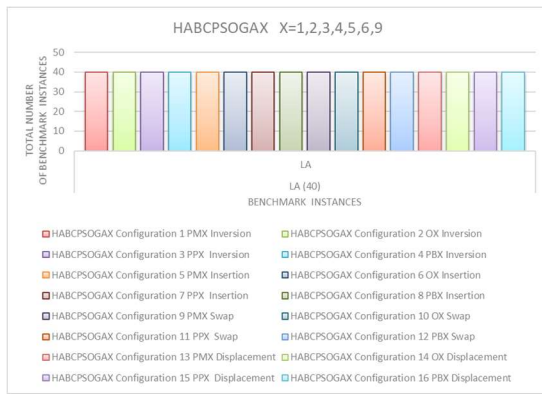 HABCPSOGAX X=1,2,3,4,5,6,9
TOTAL NUMBER
OF BENCHMARK INSTANCES
50
40
30
20
10
0
LA
LA (40)
BENCHMARK INSTANCES
HABCPSOGAX Configuration 1 PMX Inversion
HABCPSOGAX Configuration 2 OX Inversion
HABCPSOGAX Configuration 3 PPX Inversion
HABCPSOGAX Configuration 4 PBX Inversion
HABCPSOGAX Configuration 5 PMX Insertion
HABCPSOGAX Configuration 6 OX Insertion
HABCPSOGAX Configuration 7 PPX Insertion
HABCPSOGAX Configuration 8 PBX Insertion
HABCPSOGAX Configuration 9 PMX Swap
HABCPSOGAX Configuration 10 OX Swap
HABCPSOGAX Configuration 11 PPX Swap
HABCPSOGAX Configuration 12 PBX Swap
HABCPSOGAX Configuration 13 PMX Displacement
HABCPSOGAX Configuration 14 OX Displacement
HABCPSOGAX Configuration 15 PPX Displacement
HABCPSOGAX Configuration 16 PBX Displacement